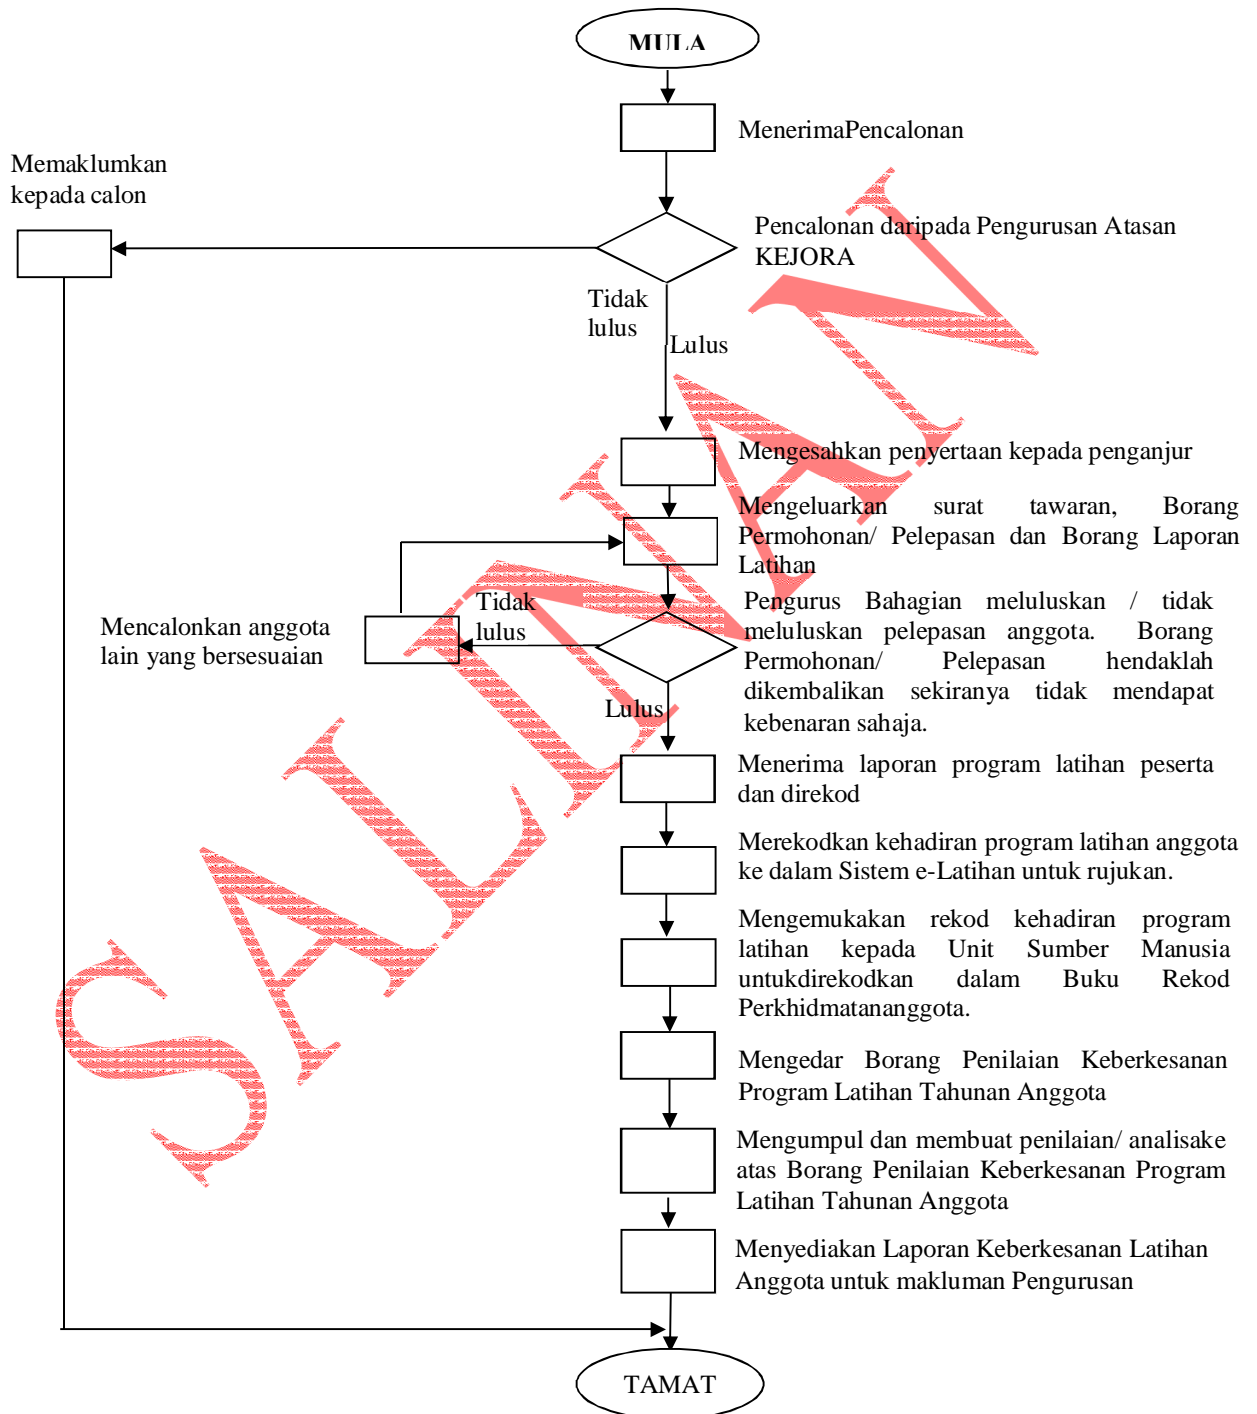 MULA
MenerimaPencalonan
Memaklumkan
kepada calon
Pencalonan daripada Pengurusan Atasan
KEJORA
Tidak
lulus
Lulus
Mengesahkan penyertaan kepada penganjur
Mengeluarkan surat tawaran, Borang
Permohonan/ Pelepasan dan Borang Laporan
Latihan
Tidak
lulus
Mencalonkan anggota
lain yang bersesuaian
Pengurus Bahagian meluluskan / tidak
meluluskan pelepasan anggota. Borang
Permohonan/ Pelepasan hendaklah
dikembalikan sekiranya tidak mendapat
kebenaran sahaja.
Lulus
Menerima laporan program latihan peserta
dan direkod
Merekodkan kehadiran program latihan anggota
ke dalam Sistem e-Latihan untuk rujukan.
Mengemukakan rekod kehadiran program
latihan kepada Unit Sumber Manusia
untukdirekodkan dalam Buku Rekod
Perkhidmatananggota.
Mengedar Borang Penilaian Keberkesanan
Program Latihan Tahunan Anggota
Mengumpul dan membuat penilaian/ analisake
atas Borang Penilaian Keberkesanan Program
Latihan Tahunan Anggota
Menyediakan Laporan Keberkesanan Latihan
Anggota untuk makluman Pengurusan
TAMAT
SALINAN